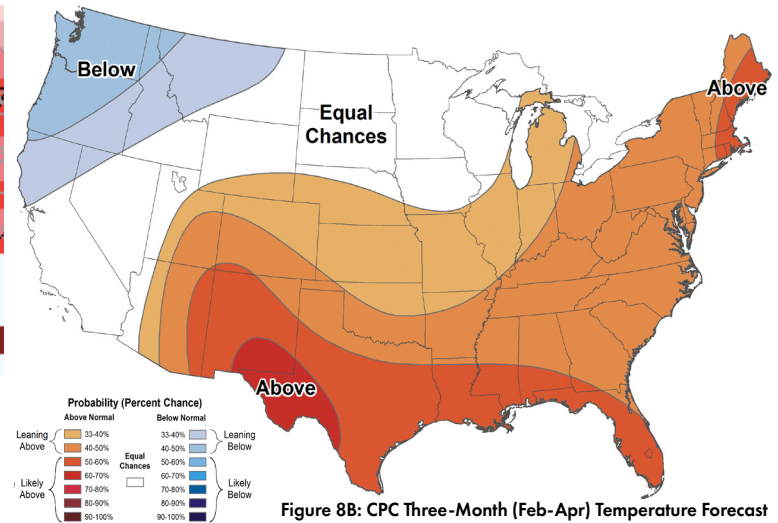 Below
Equal
Chances
Above
Above
Probability (Percent Chance)
Above Normal
Below Normal
Leaning
Above
33-40%
40-50%
Likely
Above
50-60%
60-70%
70-80%
80-90%
90-100%
Equal
Chances
33-40%
40-50%
Leaning
Below
50-60%
60-70%
70-80%
80-90%
90-100%
Likely
Below
Figure 8B: CPC Three-Month (Feb-Apr) Temperature Forecast